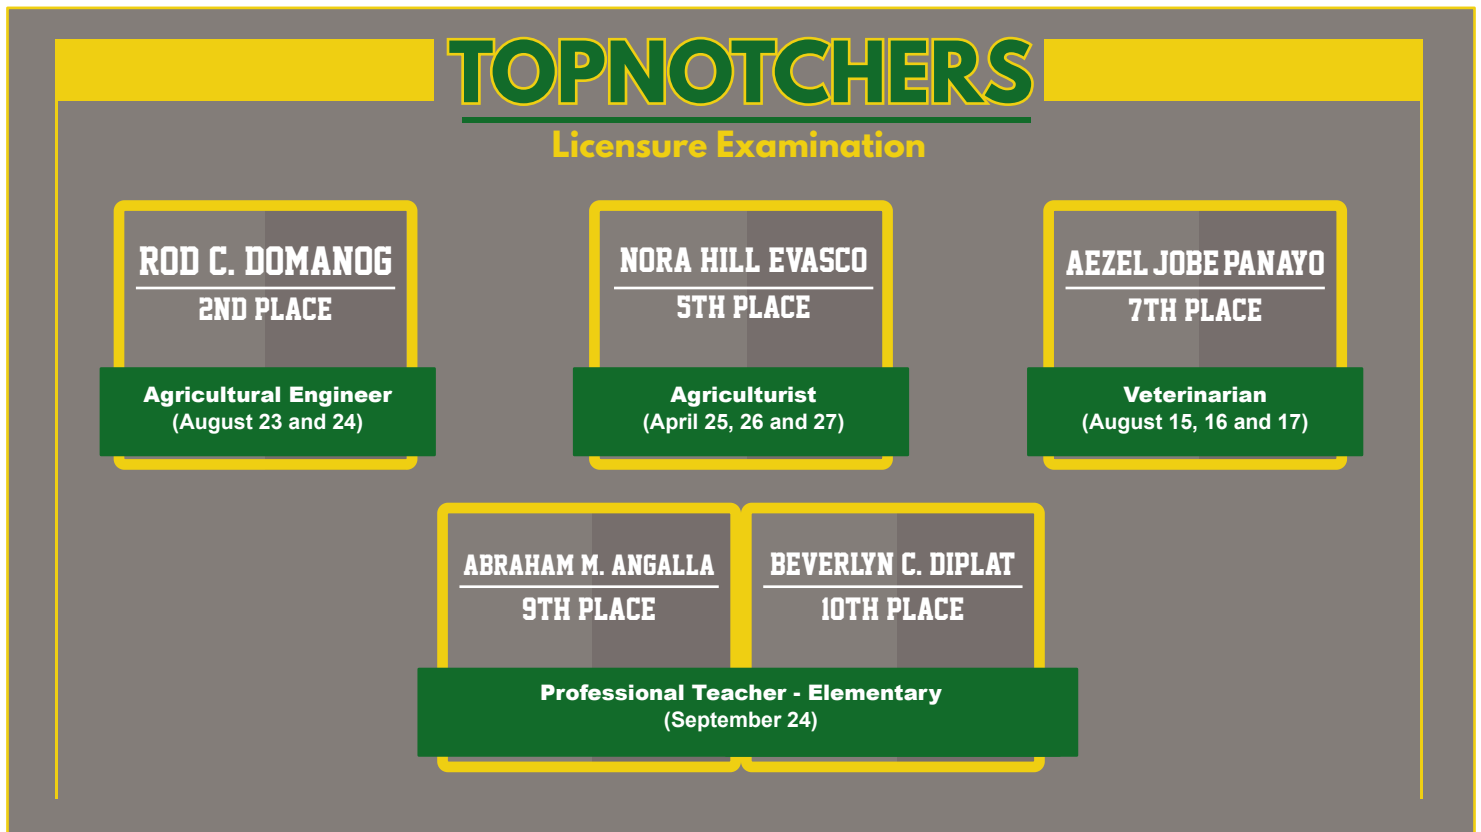 TOPNOTCHERS
Licensure Examination
ROD C. DOMANOG
2ND PLACE
Agricultural Engineer
(August 23 and 24)
NORA HILL EVASCO
5TH PLACE
Agriculturist
(April 25, 26 and 27)
AEZEL JOBE PANAYO
7TH PLACE
Veterinarian
(August 15, 16 and 17)
ABRAHAM M. ANGALLA
9TH PLACE
BEVERLYN C. DIPLAT
10TH PLACE
Professional Teacher - Elementary
(September 24)